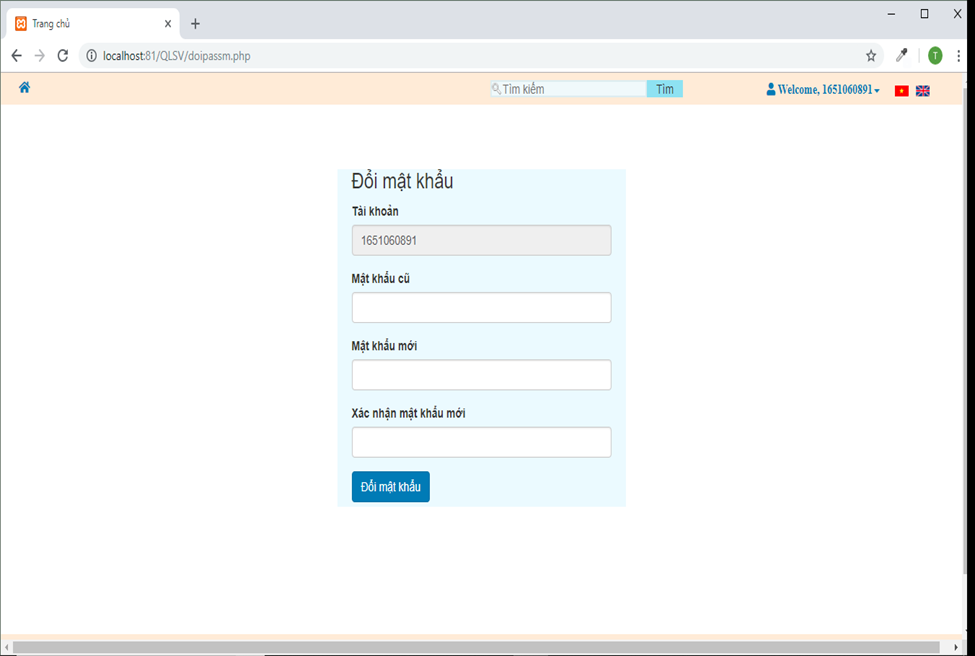 Trang chủ
localhost:81/QLSV/doipassm.php
T
Tìm kiếm
Tìm
Welcome, 1651060891
Đổi mật khẩu
Tài khoản
1651060891
Mật khẩu cũ
Mật khẩu mới
Xác nhận mật khẩu mới
Đổi mật khẩu